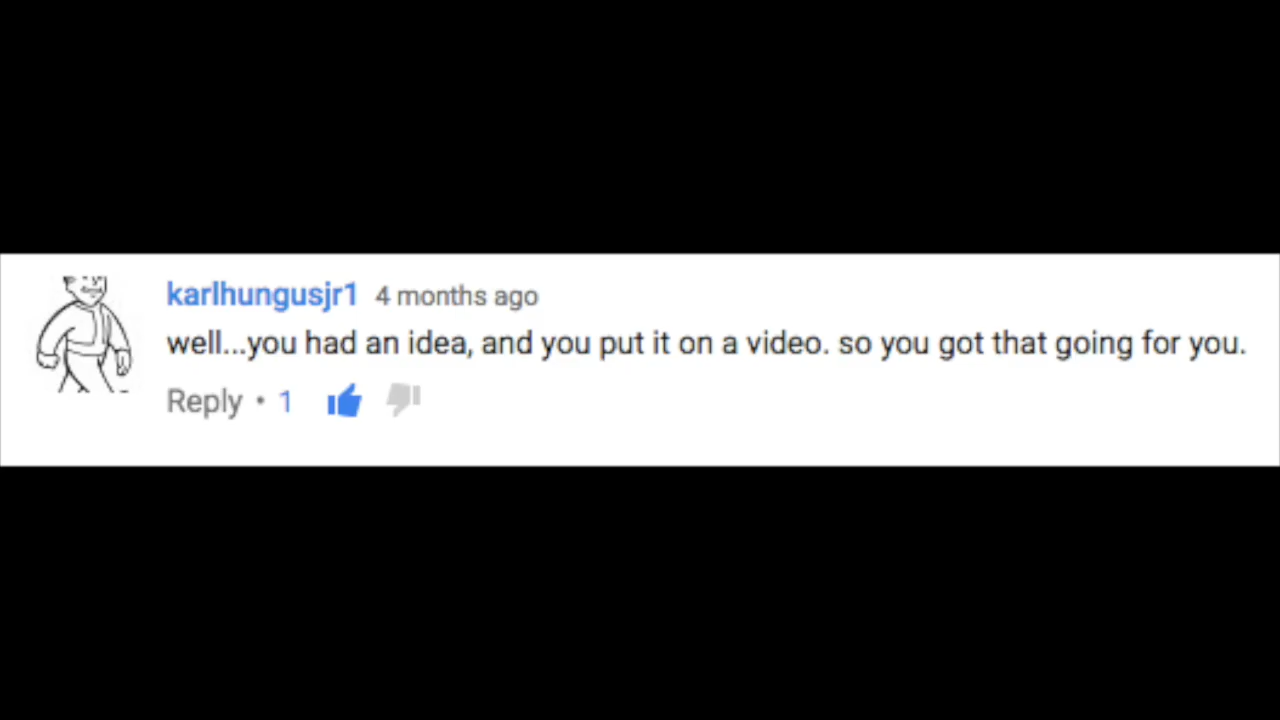 karlhungusjr1 4 months ago
well...you had an idea, and you put it on a video. so you got that going for you.
Reply • 1